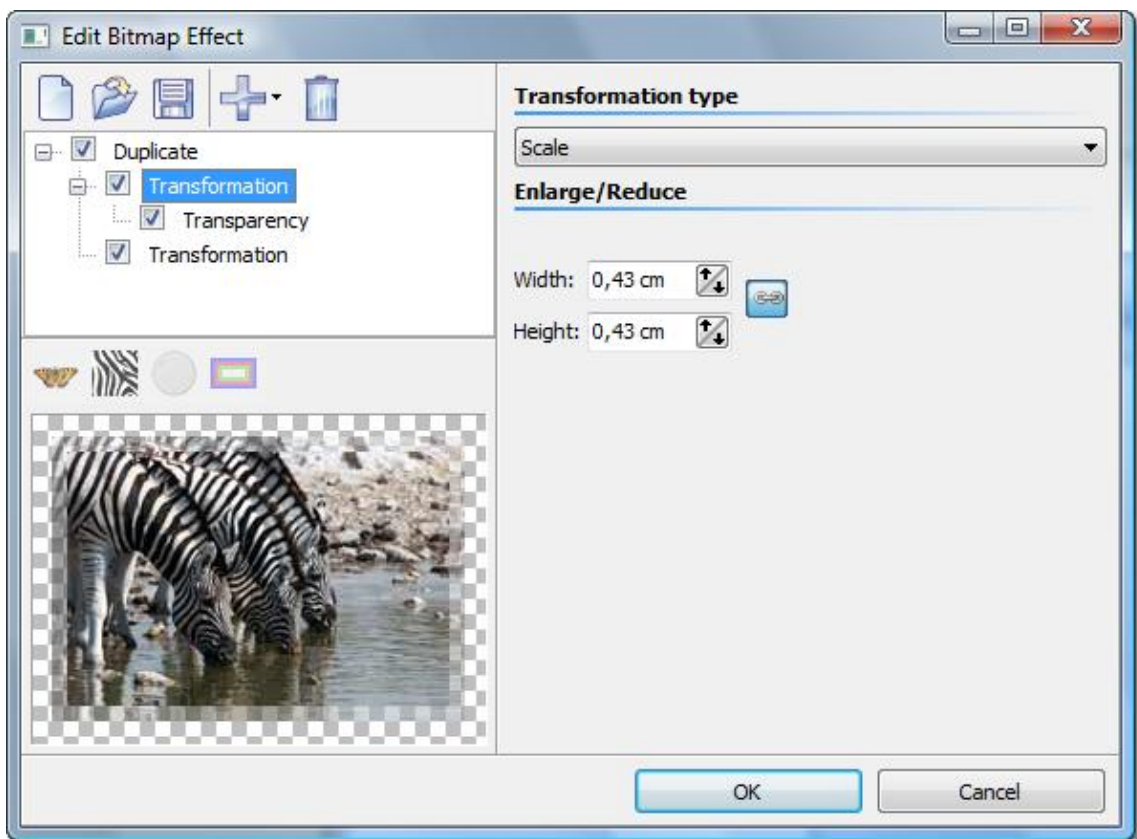 Edit Bitmap Effect
Duplicate
Transformation
Transparency
Transformation
Transformation type
Scale
Enlarge/Reduce
Width: 0,43 cm
Height: 0,43 cm
OK
Cancel